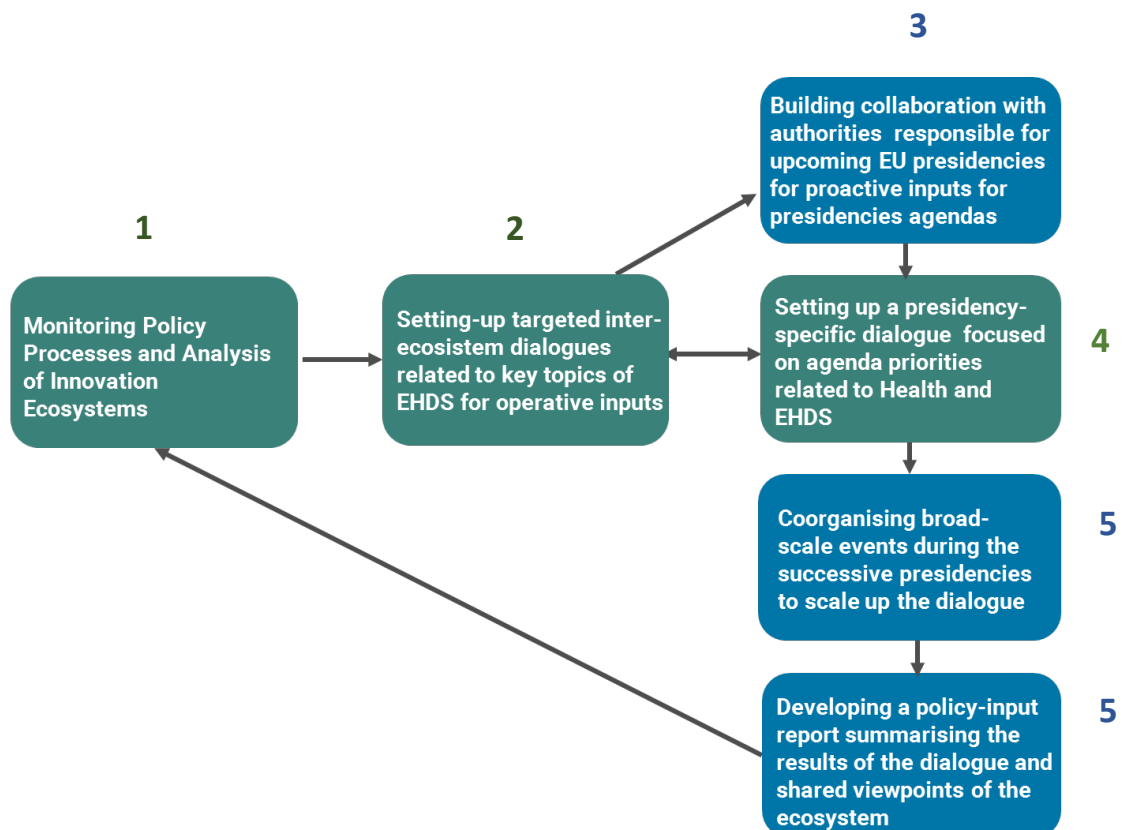 3
Building collaboration with
authorities responsible for
upcoming EU presidencies
for proactive inputs for
presidencies agendas
1
2
Monitoring Policy
Processes and Analysis
of Innovation
Ecosystems
Setting-up targeted inter-
ecosistem dialogues
related to key topics of
EHDS for operative inputs
Setting up a presidency-
specific dialogue focused
on agenda priorities
related to Health and
EHDS
4
Coorganising broad-
scale events during the
successive presidencies
to scale up the dialogue
5
Developing a policy-input
report summarising the
results of the dialogue and
shared viewpoints of the
ecosystem
5